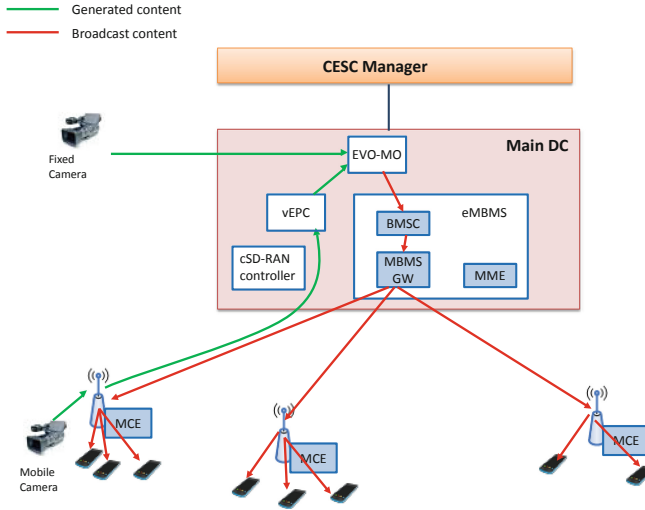 Generated content
Broadcast content
CESC Manager
Main DC
EVO-MO
Fixed
Camera
vEPC
eMBMS
BMSC
cSD-RAN
controller
MBMS
GW
MME
MCE
MCE
MCE
Mobile
Camera